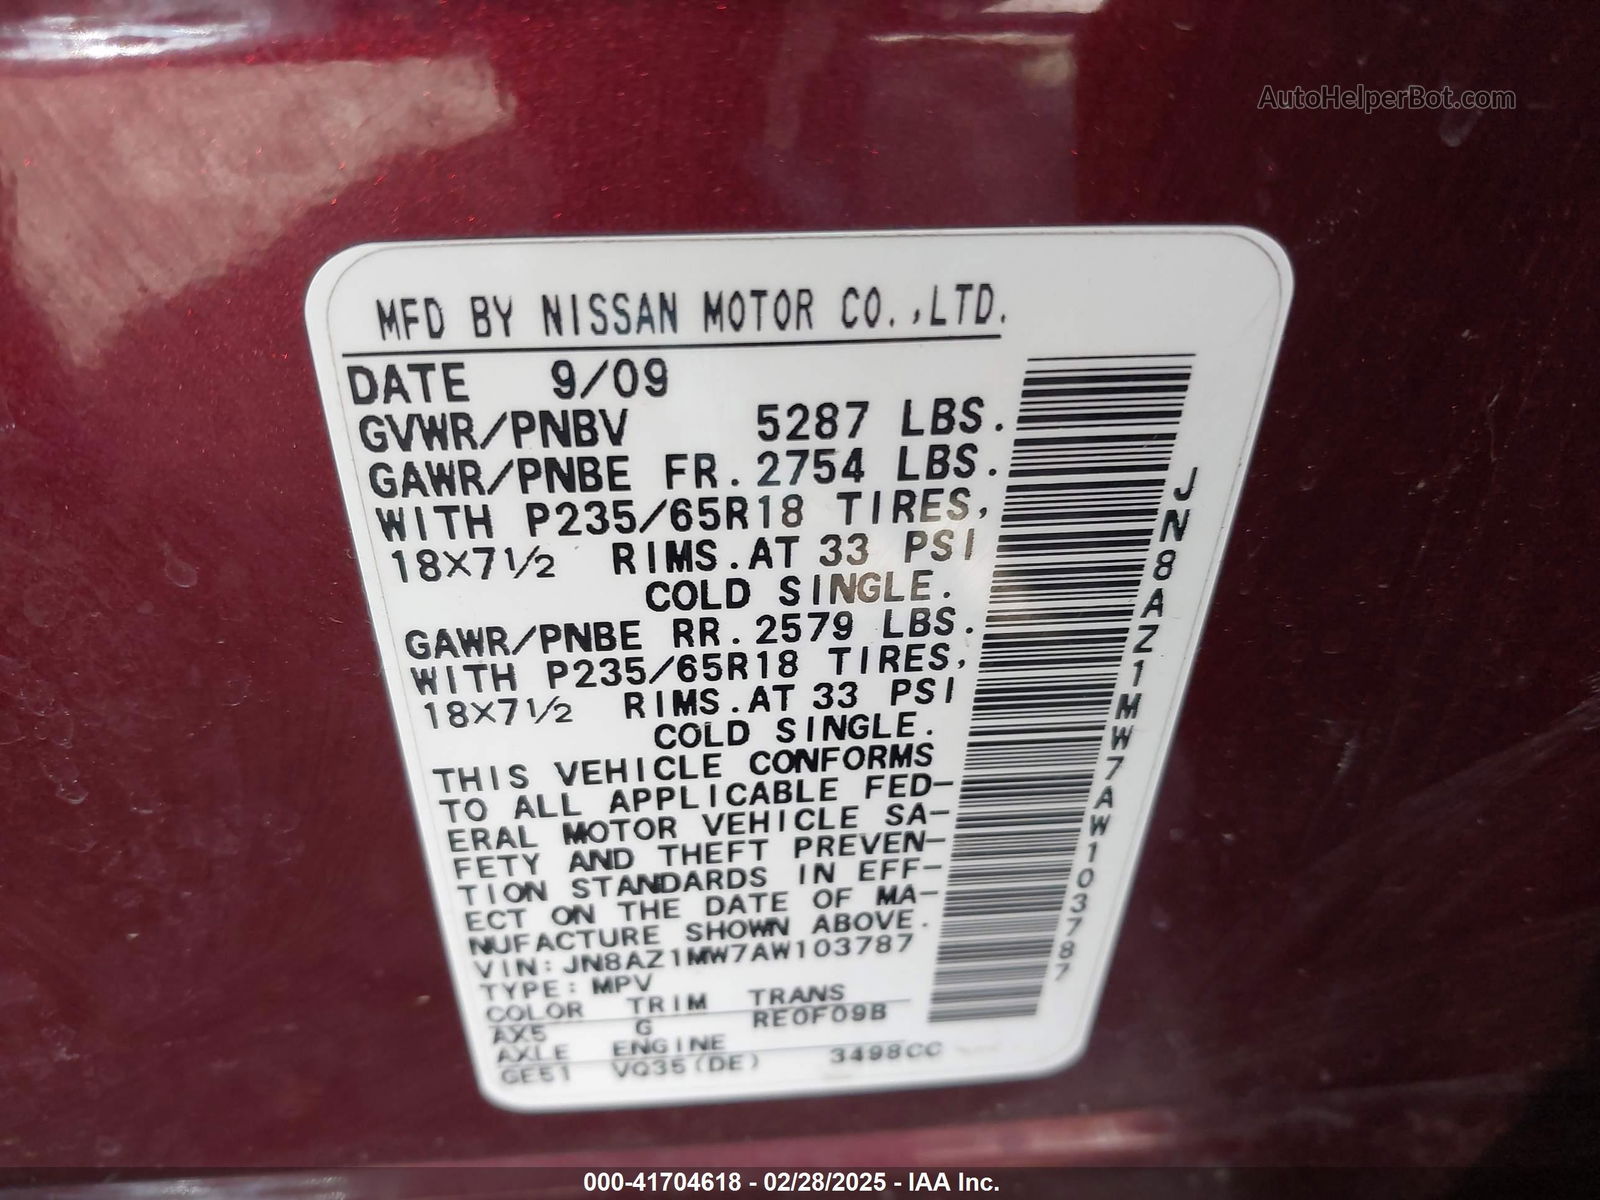 AutoHelperBot.com
MFD BY NISSAN MOTOR CO.,LTD.
DATE 9/09
GVWR/PNBV 5287 LBS.
GAWR/PNBE FR. 2754 LBS.
WITH P235/65R18 TIRES,
18X7½ RIMS. AT 33 PSI
COLD SINGLE.
GAWR/PNBE RR. 2579 LBS.
WITH P235/65R18 TIRES,
18X7½ RIMS. AT 33 PSI
COLD SINGLE.
THIS VEHICLE CONFORMS
TO ALL APPLICABLE FED-
ERAL MOTOR VEHICLE SA-
FETY AND THEFT PREVEN-
TION STANDARDS IN EFF-
ECT ON THE DATE OF MA-
NUFACTURE SHOWN ABOVE.
VIN: JN8AZ1MW7AW103787
TYPE: MPV
COLOR TRIM TRANS
AX5 G RE0F09B
AXLE ENGINE
GE51 VQ35(DE) 3498CC
JN8AZ1MW7AW103787
000-41704618 - 02/28/2025 - IAA Inc.